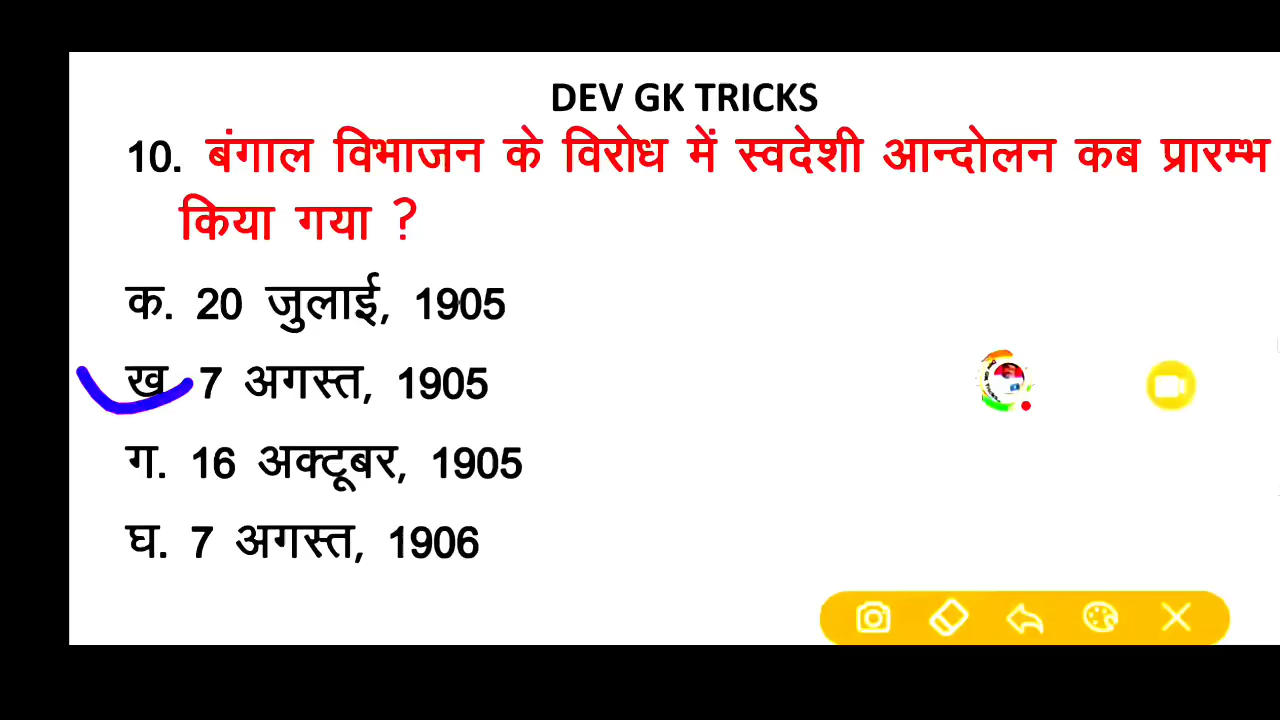 DEV GK TRICKS
10. बंगाल विभाजन के विरोध में स्वदेशी आन्दोलन कब प्रारम्भ
किया गया ?
क. 20 जुलाई, 1905
ख. 7 अगस्त, 1905
ग. 16 अक्टूबर, 1905
घ. 7 अगस्त, 1906